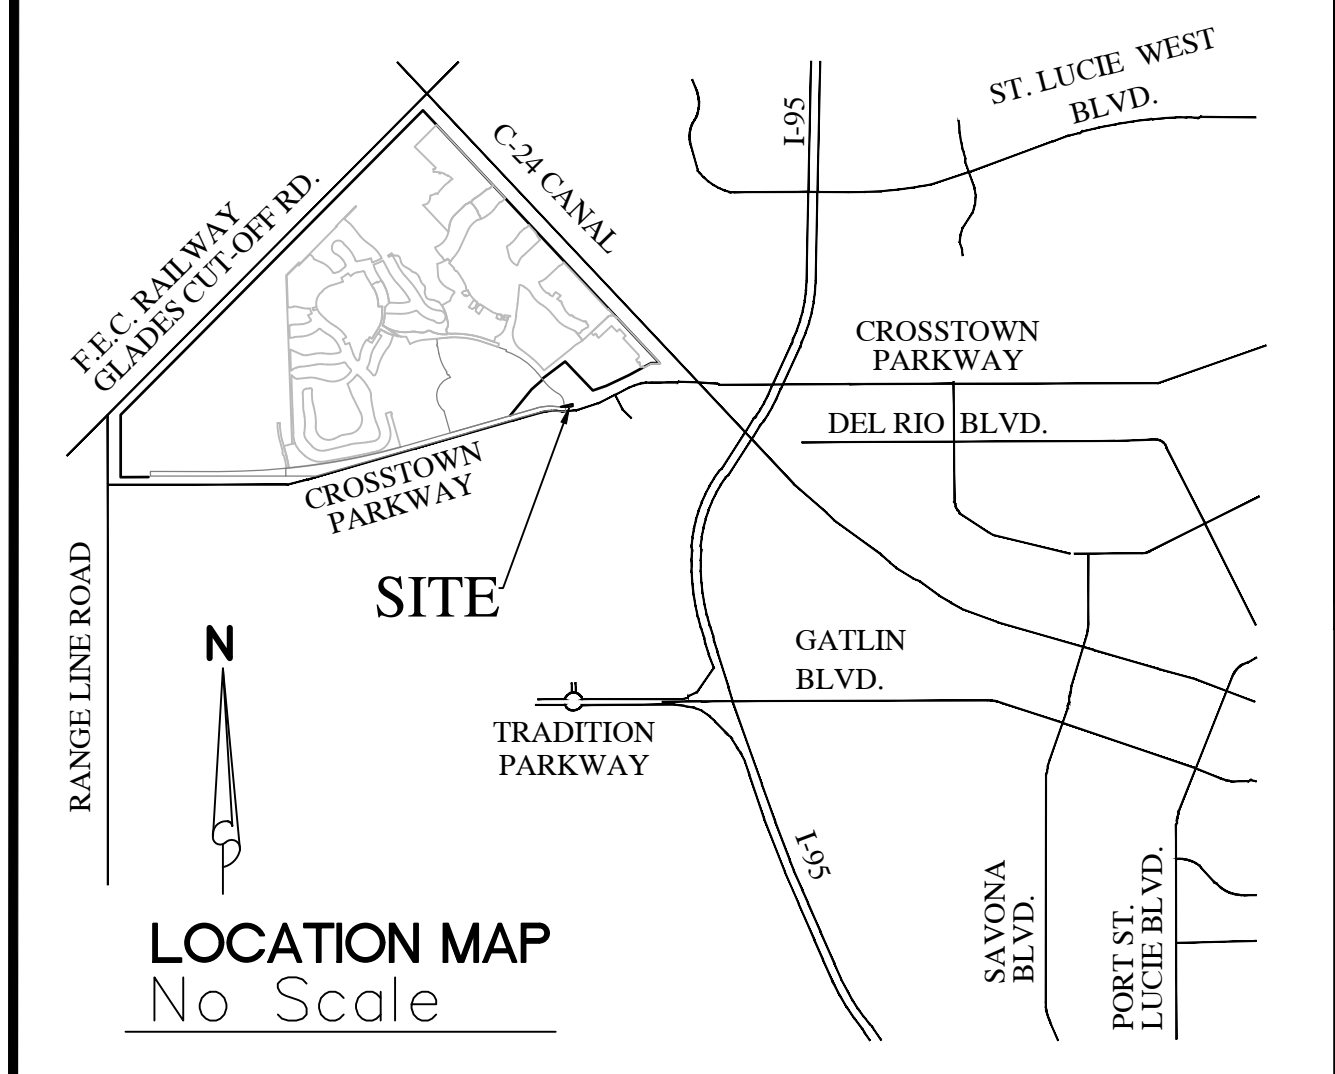 ST. LUCIE WEST
BLVD.
I-95
C-24 CANAL
F.E.C. RAILWAY
GLADES CUT-OFF RD.
CROSSTOWN
PARKWAY
DEL RIO BLVD.
CROSSTOWN
PARKWAY
SITE
RANGE LINE ROAD
N
GATLIN
BLVD.
TRADITION
PARKWAY
I-95
SAVONA
BLVD.
PORT ST.
LUCIE BLVD.
LOCATION MAP
No Scale